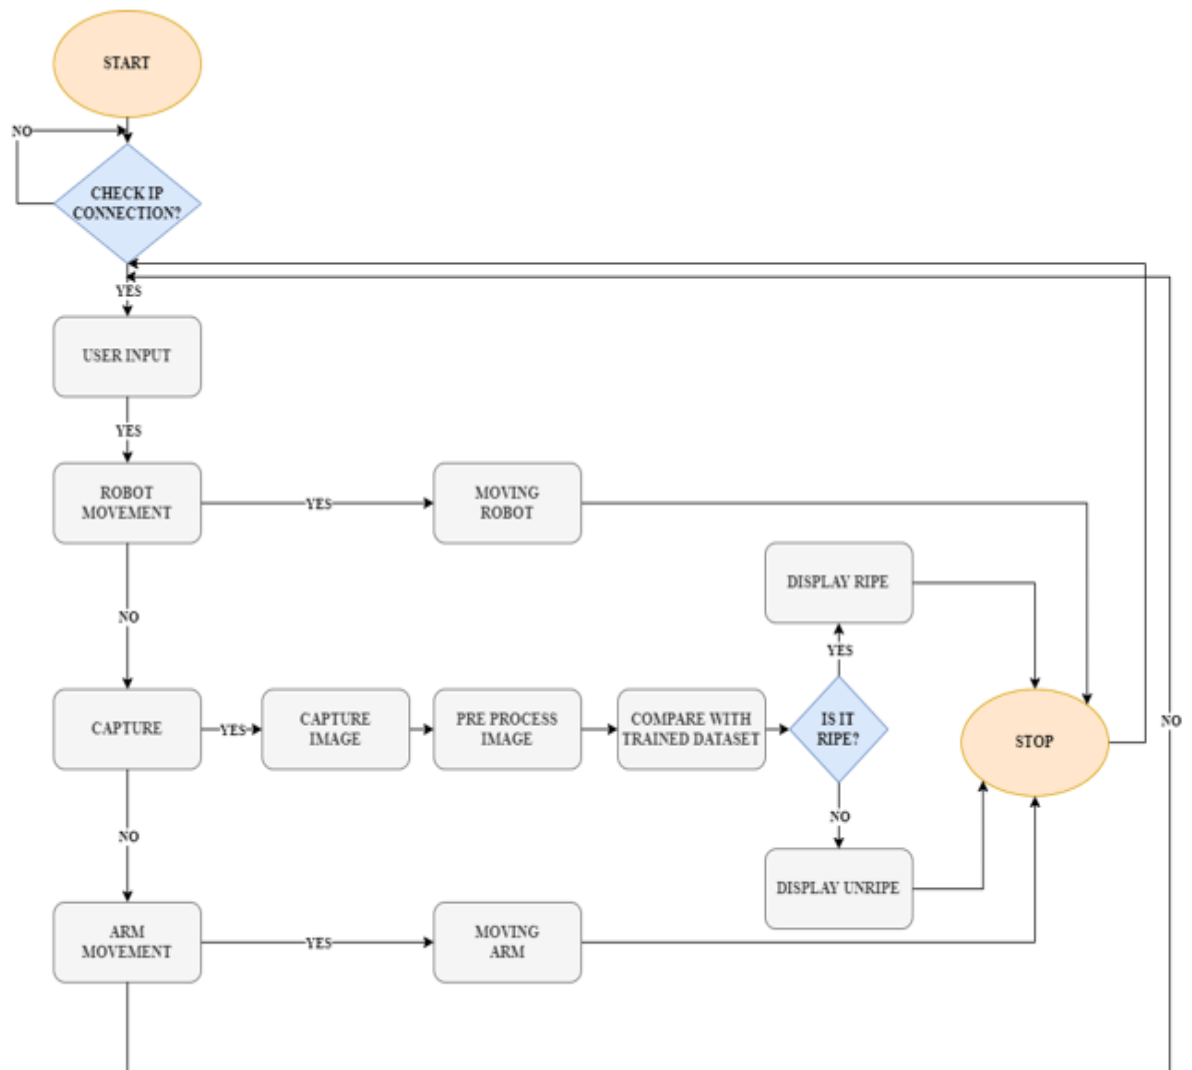 START
NO
CHECK IP
CONNECTION?
YES
USER INPUT
YES
ROBOT
MOVEMENT
YES
MOVING
ROBOT
DISPLAY RIPE
NO
YES
CAPTURE
YES
CAPTURE
IMAGE
PRE PROCESS
IMAGE
COMPARE WITH
TRAINED DATASET
IS IT
RIPE?
STOP
NO
NO
NO
DISPLAY UNRIPE
ARM
MOVEMENT
YES
MOVING
ARM